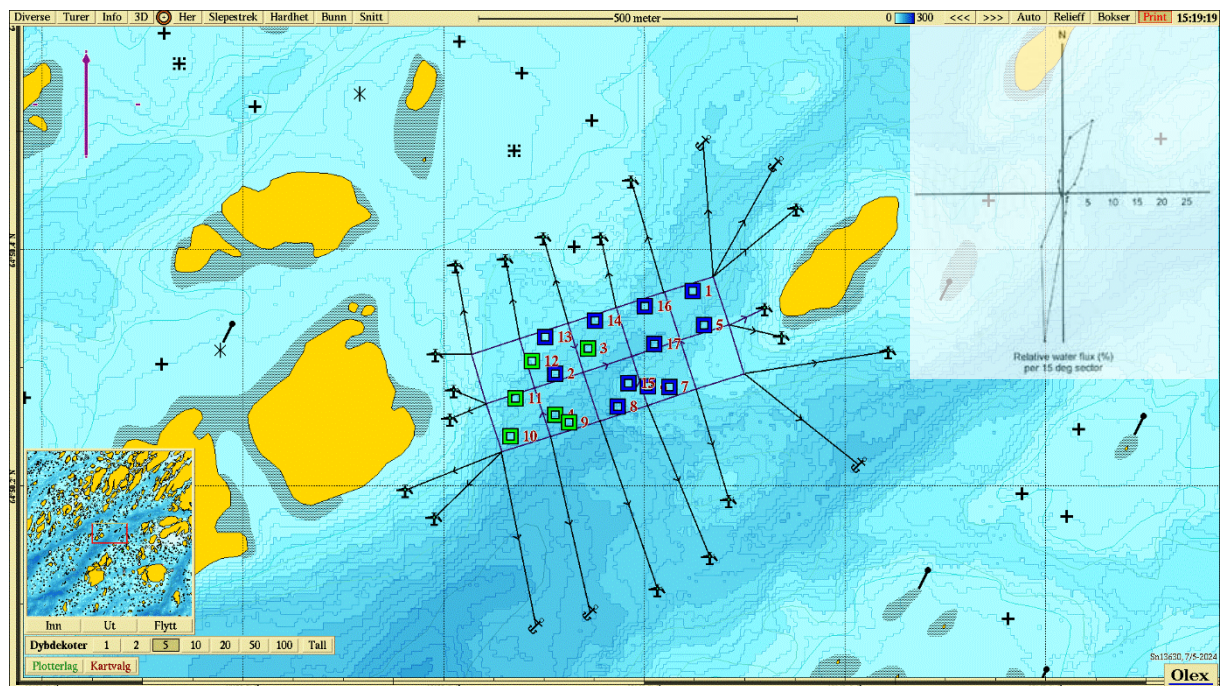 Diverse Turer Info 3D Her Slepestrek Hardhet Bunn Snitt 500 meter 0 300 <<< >>> Auto Relieff Bokser Print 15:19:19
N
5 10 15 20 25
Relative water flux (%)
per 15 deg sector
1
16
14
5
13
17
3
12
2
15
7
11
8
4
9
10
Inn Ut Flytt
Dybdekoter 1 2 5 10 20 50 100 Tall
Plotterlag Kartvalg
Sn13630, 7/5-2024
Olex